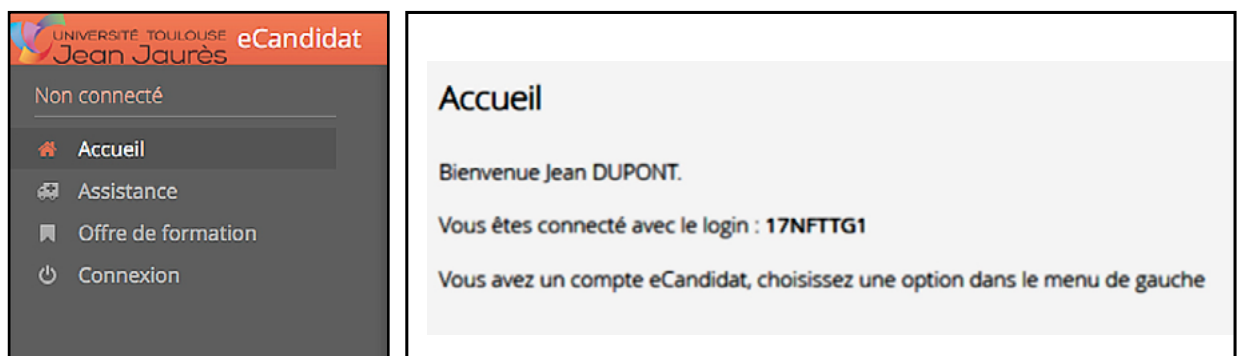 UNIVERSITÉ TOULOUSE
Jean Jaurès
eCandidat
Non connecté
Accueil
Assistance
Offre de formation
Connexion
Accueil
Bienvenue Jean DUPONT.
Vous êtes connecté avec le login : 17NFTTG1
Vous avez un compte eCandidat, choisissez une option dans le menu de gauche